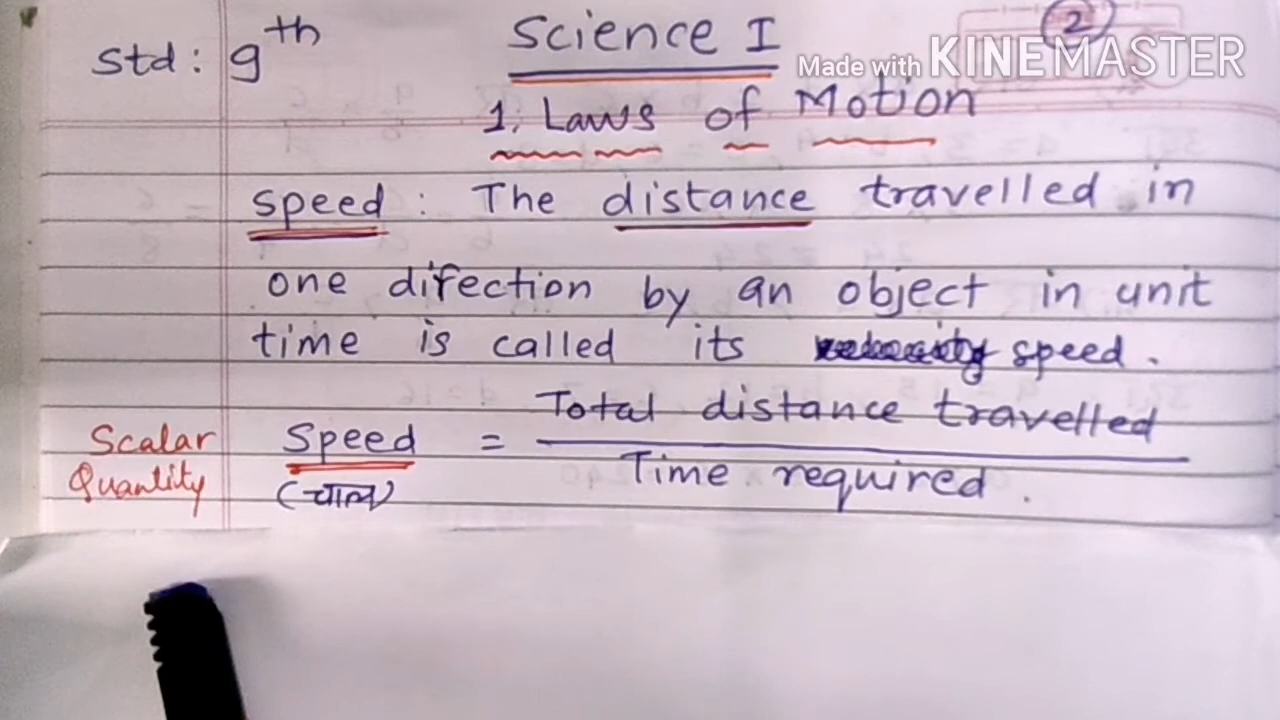 Std: 9th
Science I
2
Made with KINEMASTER
1. Laws of Motion
Speed : The distance travelled in
one direction by an object in unit
time is called its speed.
Scalar Quantity
Speed = Total distance travelled
Time required.
(चाल)